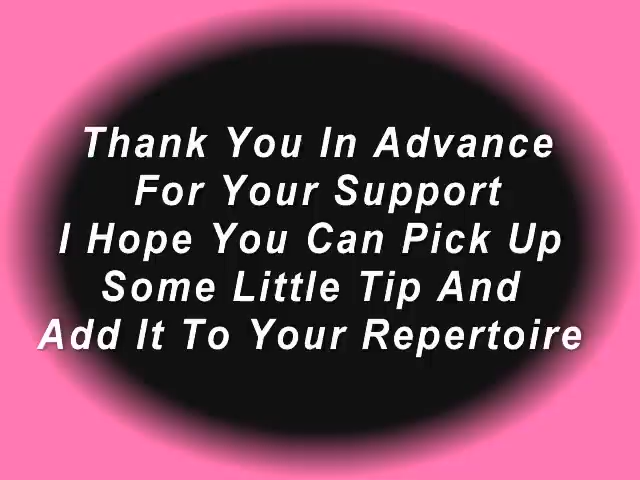 Thank You In Advance
For Your Support
I Hope You Can Pick Up
Some Little Tip And
Add It To Your Repertoire